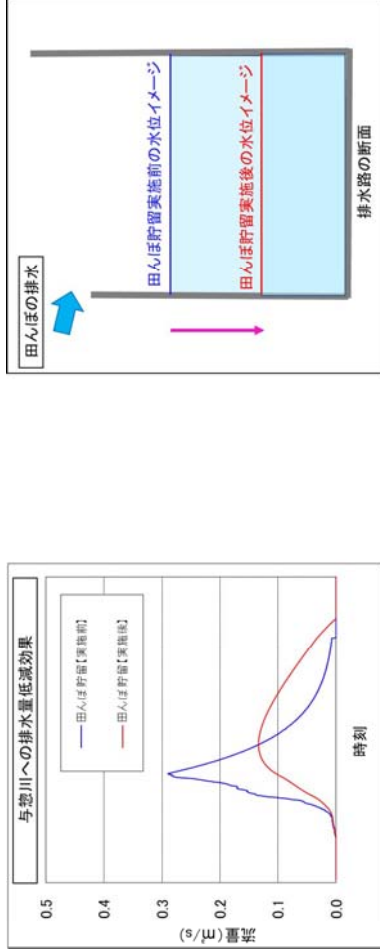 与惣川への排水量低減効果
田んぼ貯留【実施前】
田んぼ貯留【実施後】
流量(m³/s)
0.5
0.4
0.3
0.2
0.1
0.0
時刻
田んぼの排水
田んぼ貯留実施前の水位イメージ
田んぼ貯留実施後の水位イメージ
排水路の断面